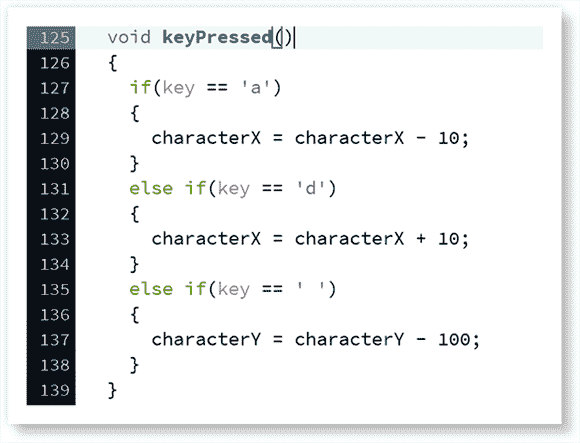 125 void keyPressed()
126 {
127 if(key == 'a')
128 {
129 characterX = characterX - 10;
130 }
131 else if(key == 'd')
132 {
133 characterX = characterX + 10;
134 }
135 else if(key == ' ')
136 {
137 characterY = characterY - 100;
138 }
139 }